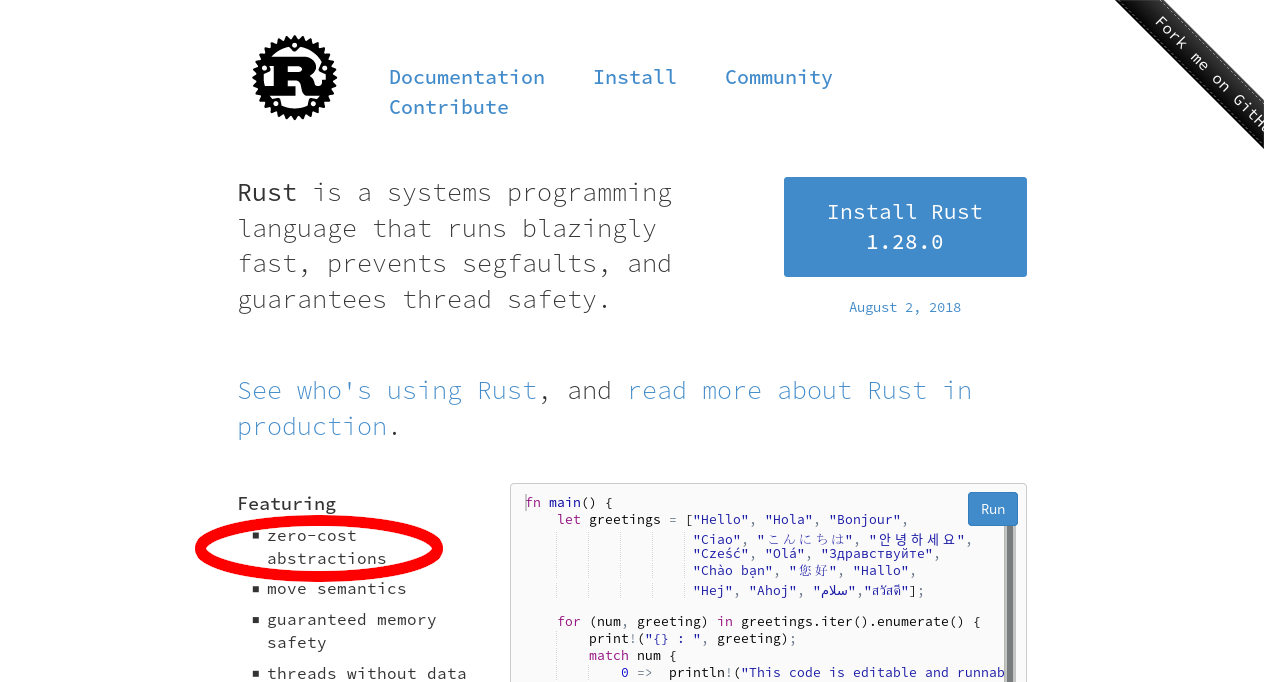 R
Documentation
Install
Community
Contribute
Fork me on GitH
Rust is a systems programming
language that runs blazingly
fast, prevents segfaults, and
guarantees thread safety.
Install Rust
1.28.0
August 2, 2018
See who's using Rust, and read more about Rust in
production.
Featuring
zero-cost
abstractions
move semantics
guaranteed memory
safety
threads without data
Run
fn main() {
let greetings = ["Hello", "Hola", "Bonjour",
"Ciao", "こんにちは", "안녕하세요",
"Cześć", "Olá", "Здравствуйте",
"Chào bạn", "您好", "Hallo",
"Hej", "Ahoj", "سلام","สวัสดี"];
for (num, greeting) in greetings.iter().enumerate() {
print!("{} : ", greeting);
match num {
0 => println!("This code is editable and runnab